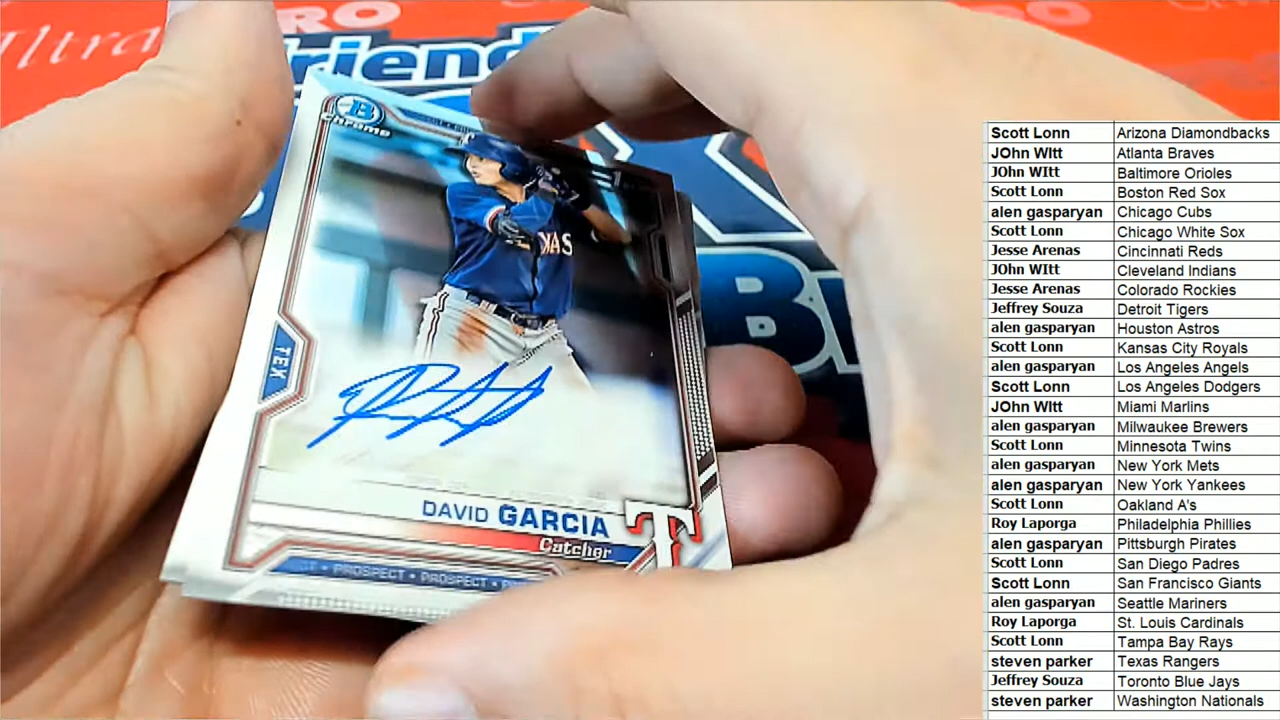 Ultra
PRO
friend
B
Chrome
TEX
DAVID GARCIA
Catcher
PROSPECT • PROSPECT •
T
Scott Lonn Arizona Diamondbacks
JOhn WItt Atlanta Braves
JOhn WItt Baltimore Orioles
Scott Lonn Boston Red Sox
alen gasparyan Chicago Cubs
Scott Lonn Chicago White Sox
Jesse Arenas Cincinnati Reds
JOhn WItt Cleveland Indians
Jesse Arenas Colorado Rockies
Jeffrey Souza Detroit Tigers
alen gasparyan Houston Astros
Scott Lonn Kansas City Royals
alen gasparyan Los Angeles Angels
Scott Lonn Los Angeles Dodgers
JOhn WItt Miami Marlins
alen gasparyan Milwaukee Brewers
Scott Lonn Minnesota Twins
alen gasparyan New York Mets
alen gasparyan New York Yankees
Scott Lonn Oakland A's
Roy Laporga Philadelphia Phillies
alen gasparyan Pittsburgh Pirates
Scott Lonn San Diego Padres
Scott Lonn San Francisco Giants
alen gasparyan Seattle Mariners
Roy Laporga St. Louis Cardinals
Scott Lonn Tampa Bay Rays
steven parker Texas Rangers
Jeffrey Souza Toronto Blue Jays
steven parker Washington Nationals